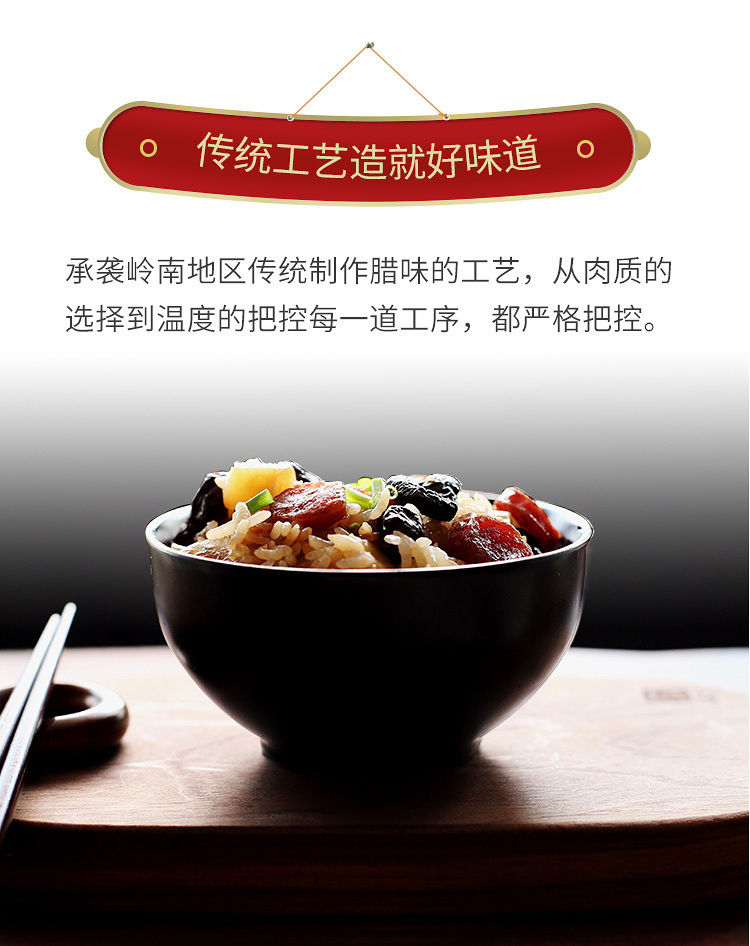 传统工艺造就好味道
承袭岭南地区传统制作腊味的工艺，从肉质的
选择到温度的把控每一道工序，都严格把控。